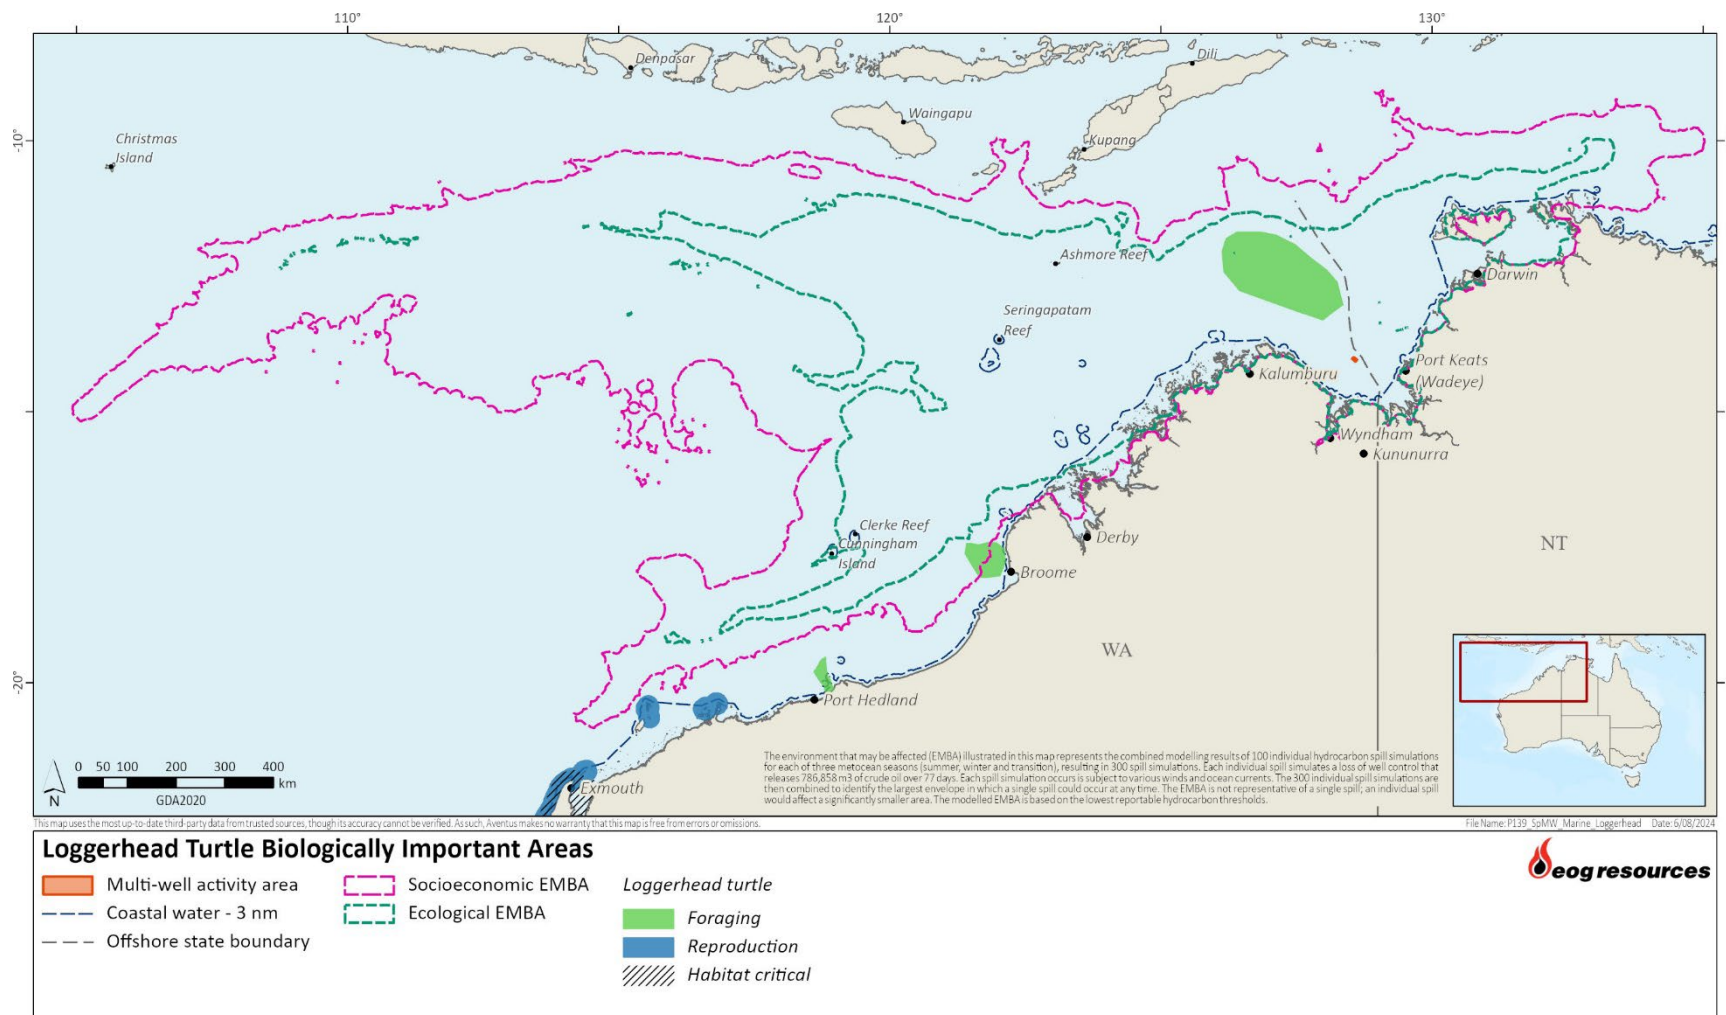 110°
120°
130°
-10°
-20°
Denpasar
Dili
Waingapu
Christmas
Island
Kupang
Ashmore Reef
Darwin
Seringapatam
Reef
Port Keats
(Wadeye)
Kalumburu
Wyndham
Kununurra
Clerke Reef
Cunningham
Island
Derby
NT
Broome
WA
Port Hedland
Exmouth
0 50 100 200 300 400
km
N
GDA2020
The environment that may be affected (EMBA) illustrated in this map represents the combined modelling results of 100 individual hydrocarbon spill simulations
for each of three metocean seasons (summer, winter and transition), resulting in 300 spill simulations. Each individual spill simulates a loss of well control that
releases 786,858 m3 of crude oil over 77 days. Each spill simulation occurs is subject to various winds and ocean currents. The 300 individual spill simulations are
then combined to identify the largest envelope in which a single spill could occur at any time. The EMBA is not representative of a single spill; an individual spill
would affect a significantly smaller area. The modelled EMBA is based on the lowest reportable hydrocarbon thresholds.
This map uses the most up-to-date third-party data from trusted sources, though its accuracy cannot be verified. As such, Aventus makes no warranty that this map is free from errors or omissions.
File Name: P139_SpMW_Marine_Loggerhead Date: 6/08/2024
Loggerhead Turtle Biologically Important Areas
Multi-well activity area
Coastal water - 3 nm
Offshore state boundary
Socioeconomic EMBA
Ecological EMBA
Loggerhead turtle
Foraging
Reproduction
Habitat critical
eog resources